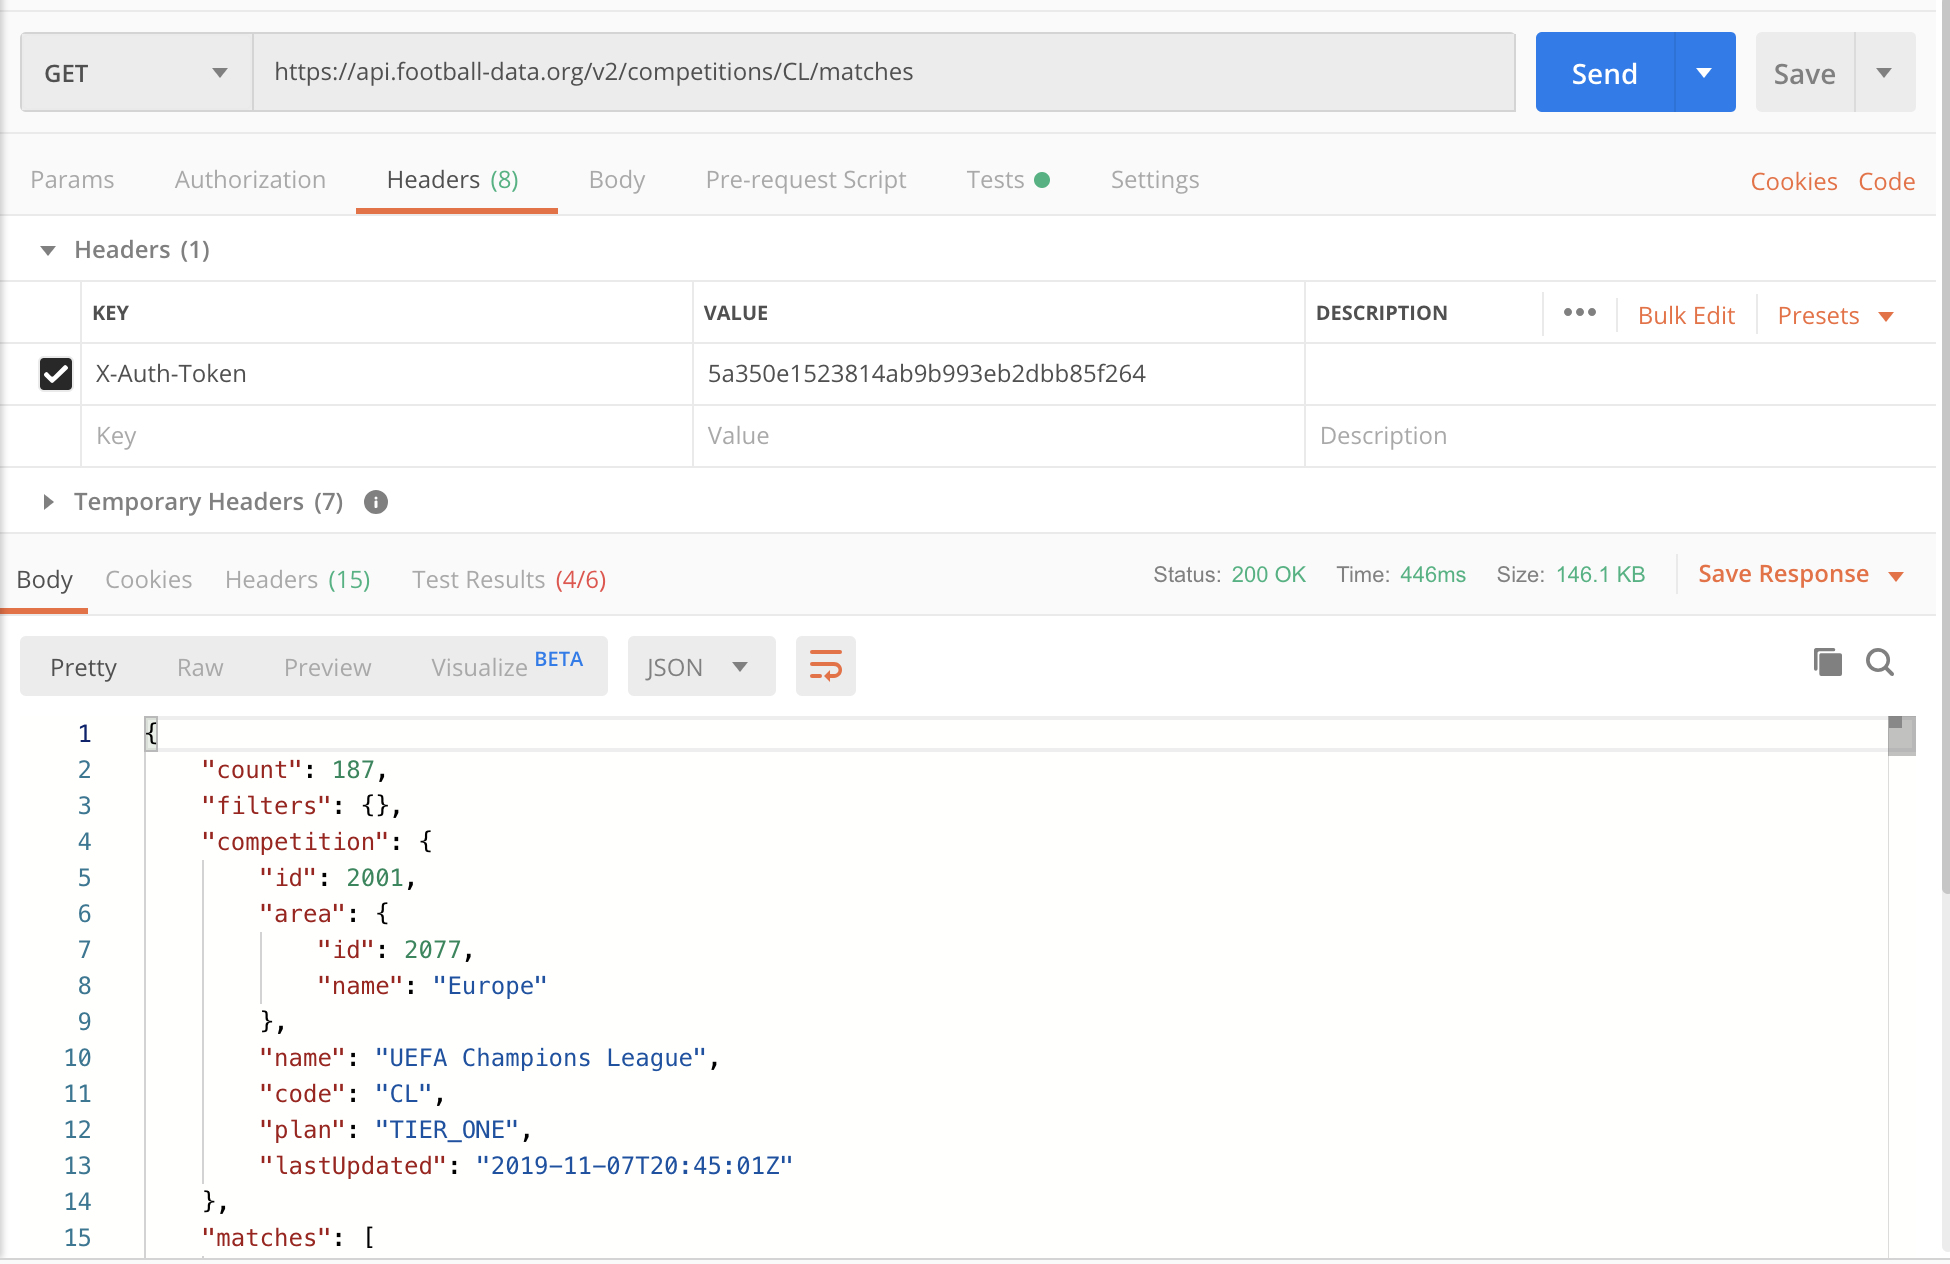 GET https://api.football-data.org/v2/competitions/CL/matches Send Save
Params Authorization Headers (8) Body Pre-request Script Tests Settings Cookies Code
Headers (1)
KEY VALUE DESCRIPTION ••• Bulk Edit Presets
X-Auth-Token 5a350e1523814ab9b993eb2dbb85f264
Key Value Description
Temporary Headers (7) i
Body Cookies Headers (15) Test Results (4/6) Status: 200 OK Time: 446ms Size: 146.1 KB Save Response
Pretty Raw Preview Visualize BETA JSON
1 {
2 "count": 187,
3 "filters": {},
4 "competition": {
5 "id": 2001,
6 "area": {
7 "id": 2077,
8 "name": "Europe"
9 },
10 "name": "UEFA Champions League",
11 "code": "CL",
12 "plan": "TIER_ONE",
13 "lastUpdated": "2019-11-07T20:45:01Z"
14 },
15 "matches": [